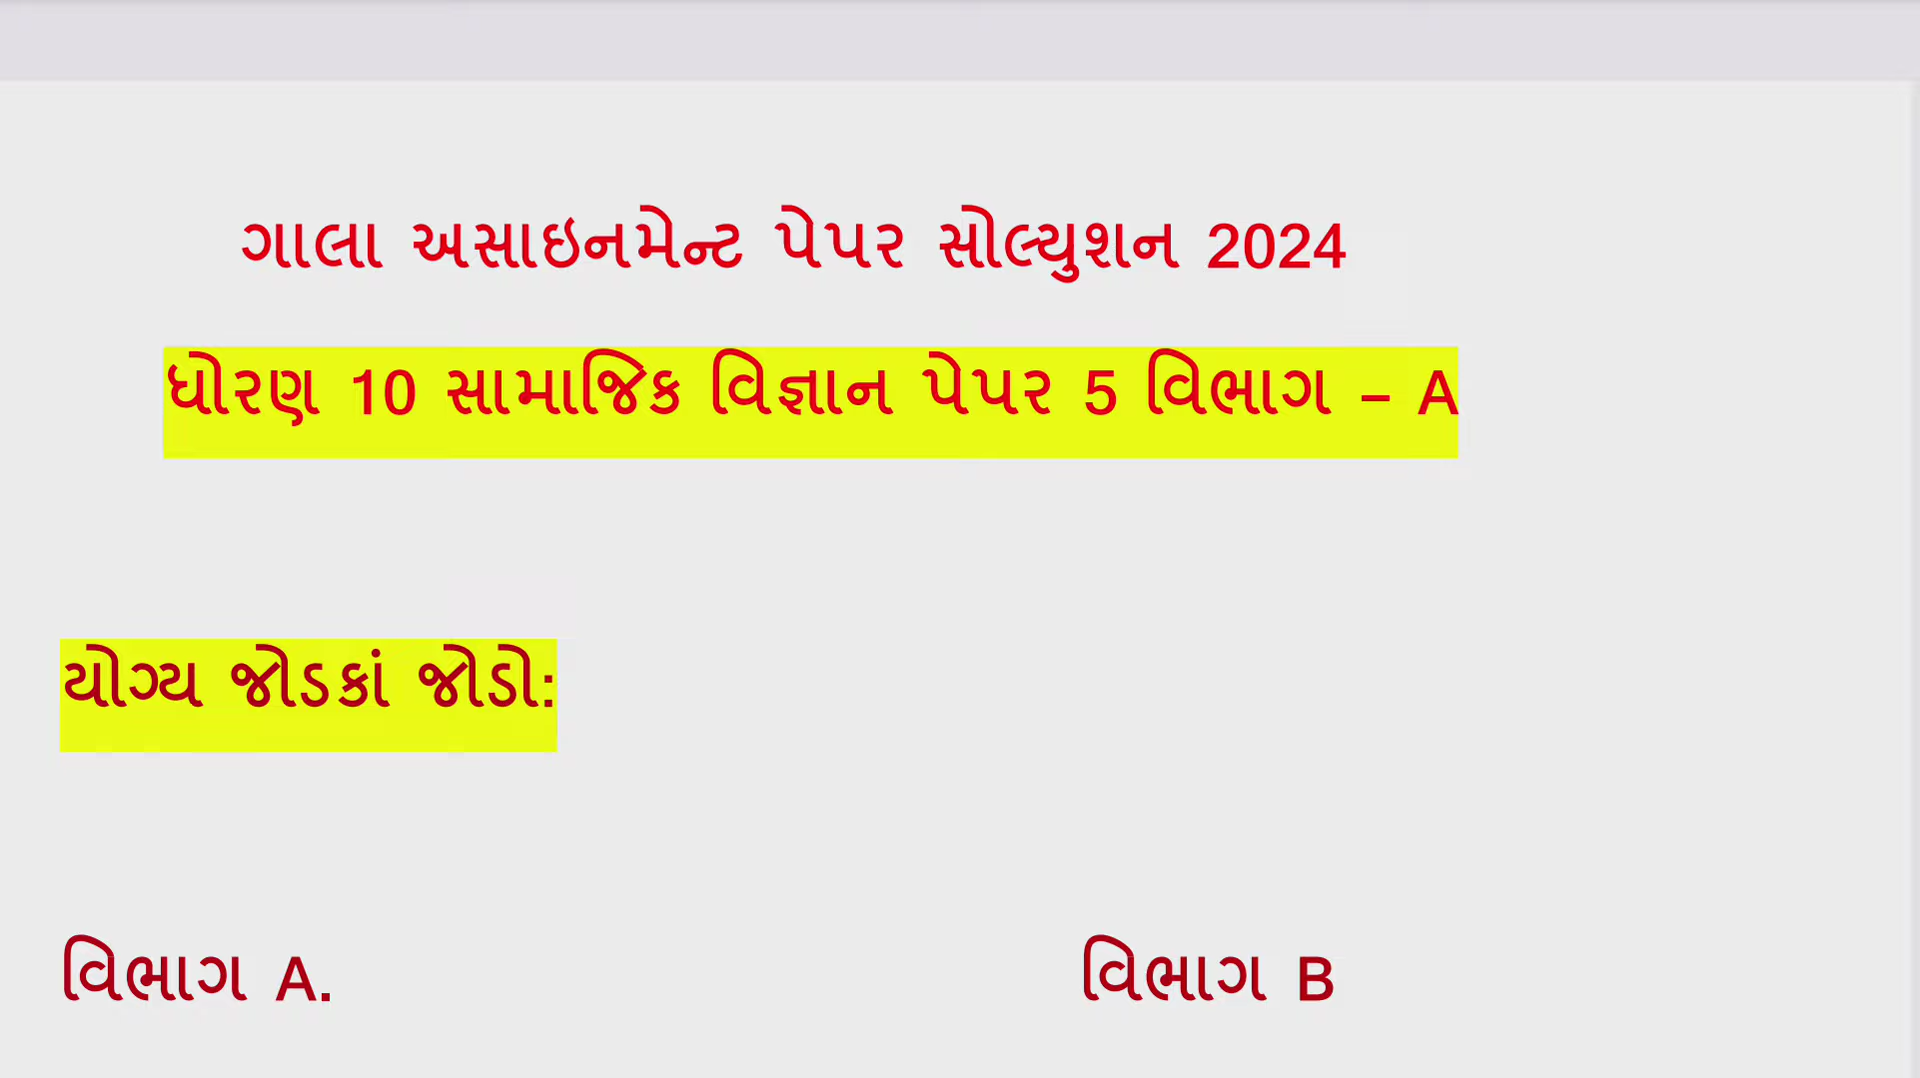 ગાલા અસાઇનમેન્ટ પેપર સોલ્યુશન 2024
ધોરણ 10 સામાજિક વિજ્ઞાન પેપર 5 વિભાગ – A
યોગ્ય જોડકાં જોડો:
વિભાગ A. વિભાગ B